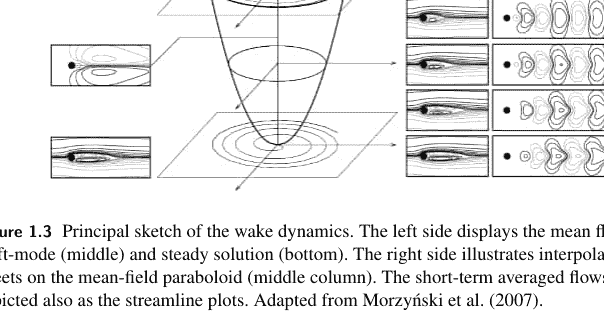 ure 1.3 Principal sketch of the wake dynamics. The left side displays the mean fl
ft-mode (middle) and steady solution (bottom). The right side illustrates interpola
eets on the mean-field paraboloid (middle column). The short-term averaged flows
picted also as the streamline plots. Adapted from Morzyński et al. (2007).